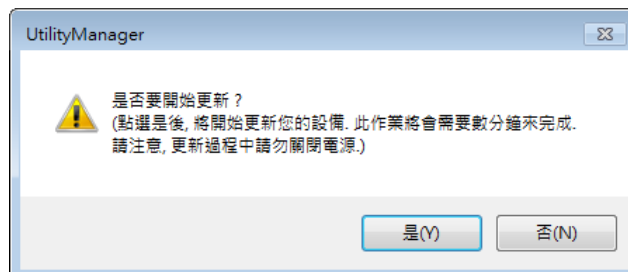 UtilityManager
是否要開始更新？
(點選是後, 將開始更新您的設備. 此作業將會需要數分鐘來完成.
請注意, 更新過程中請勿關閉電源.)
是(Y)
否(N)